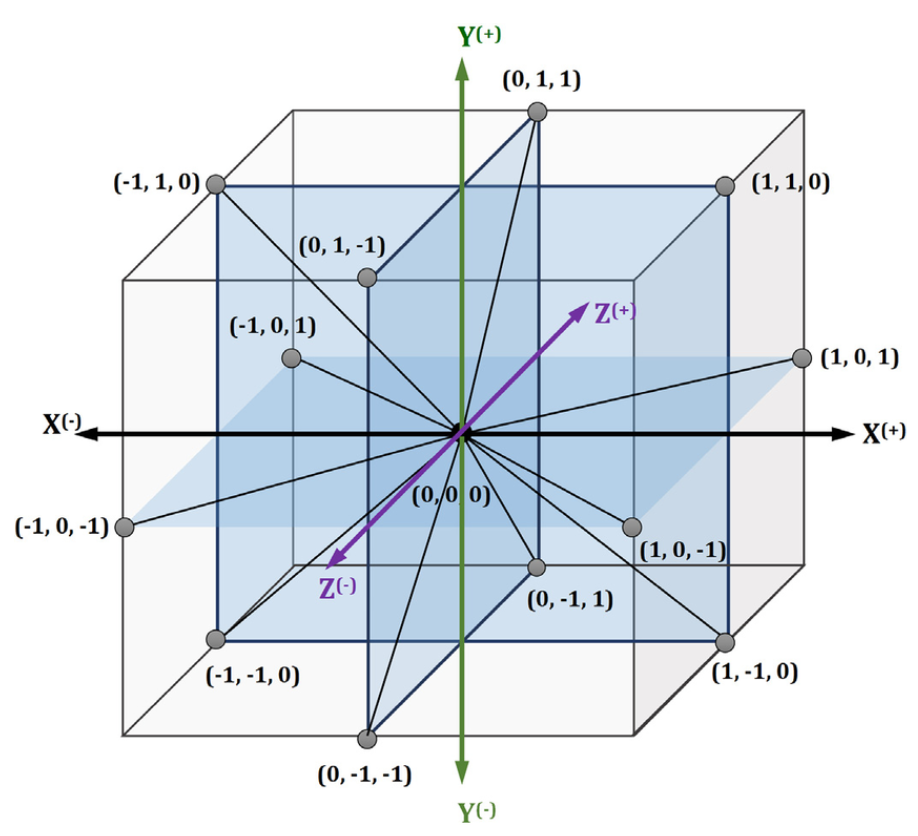 Y(+)
(0, 1, 1)
(-1, 1, 0)
(1, 1, 0)
(0, 1, -1)
Z(+)
(-1, 0, 1)
(1, 0, 1)
X(-)
X(+)
(0, 0, 0)
(-1, 0, -1)
(1, 0, -1)
Z(-)
(0, -1, 1)
(-1, -1, 0)
(1, -1, 0)
(0, -1, -1)
Y(-)